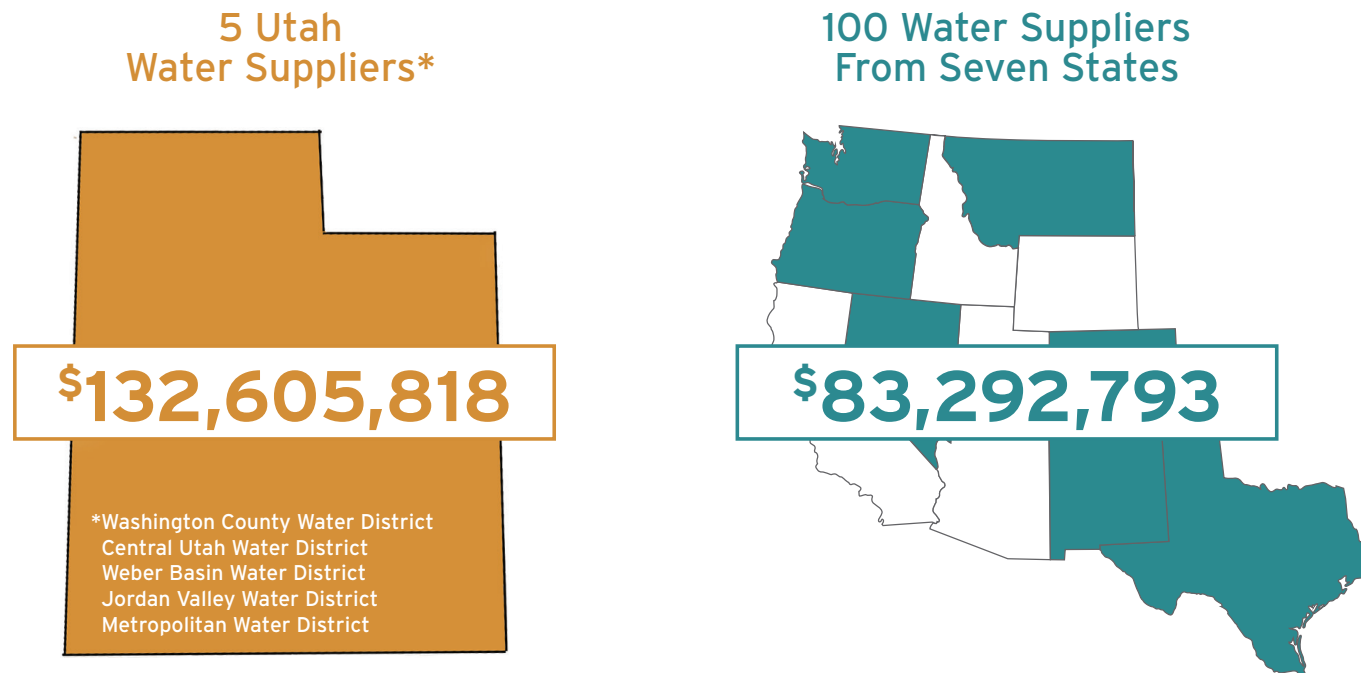 5 Utah
Water Suppliers*
$132,605,818
*Washington County Water District
Central Utah Water District
Weber Basin Water District
Jordan Valley Water District
Metropolitan Water District
100 Water Suppliers
From Seven States
$83,292,793